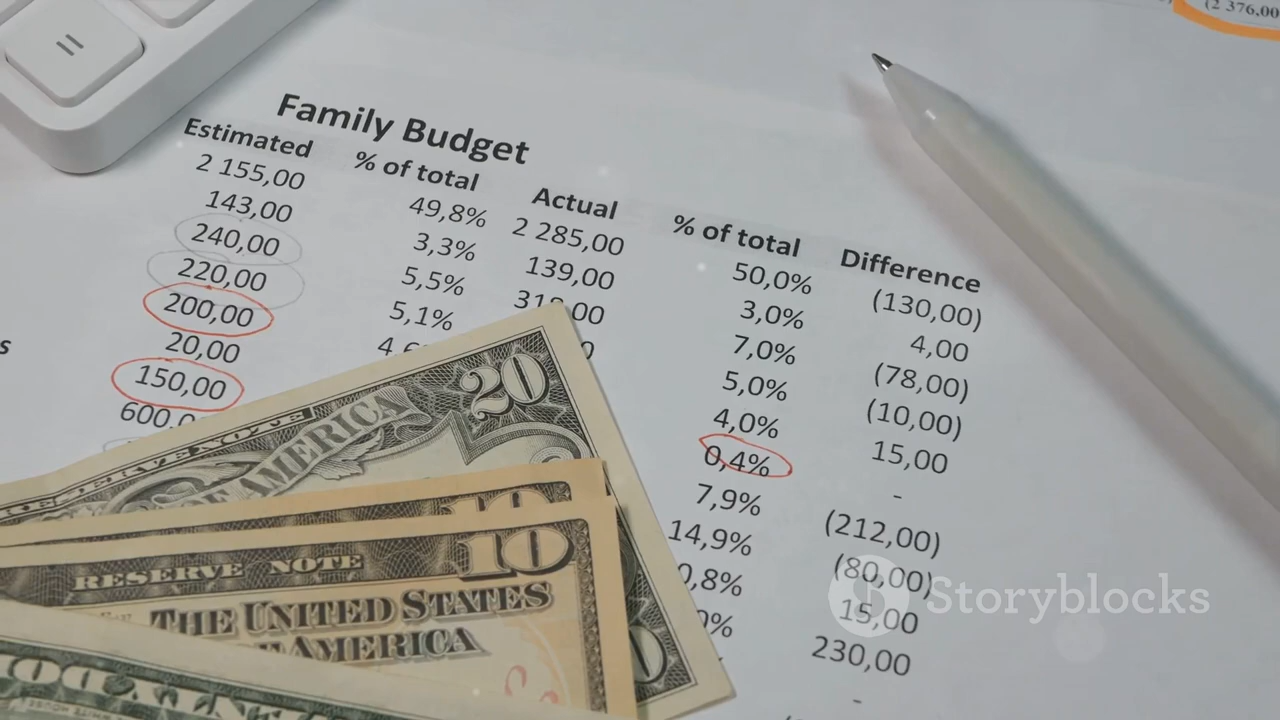 (2 376,00
=
Family Budget
Estimated % of total Actual % of total Difference
2 155,00 49,8% 2 285,00 50,0% (130,00)
143,00 3,3% 139,00 3,0% 4,00
240,00 5,5% 7,0% (78,00)
220,00 5,1% 5,0% (10,00)
200,00 4,0% 15,00
20,00 0,4% -
150,00 7,9% (212,00)
14,9% (80,00)
15,00
230,00
-
20
AMERICA
10
RESERVE NOTE
10
THE UNITED STATES
AMERICA
Storyblocks